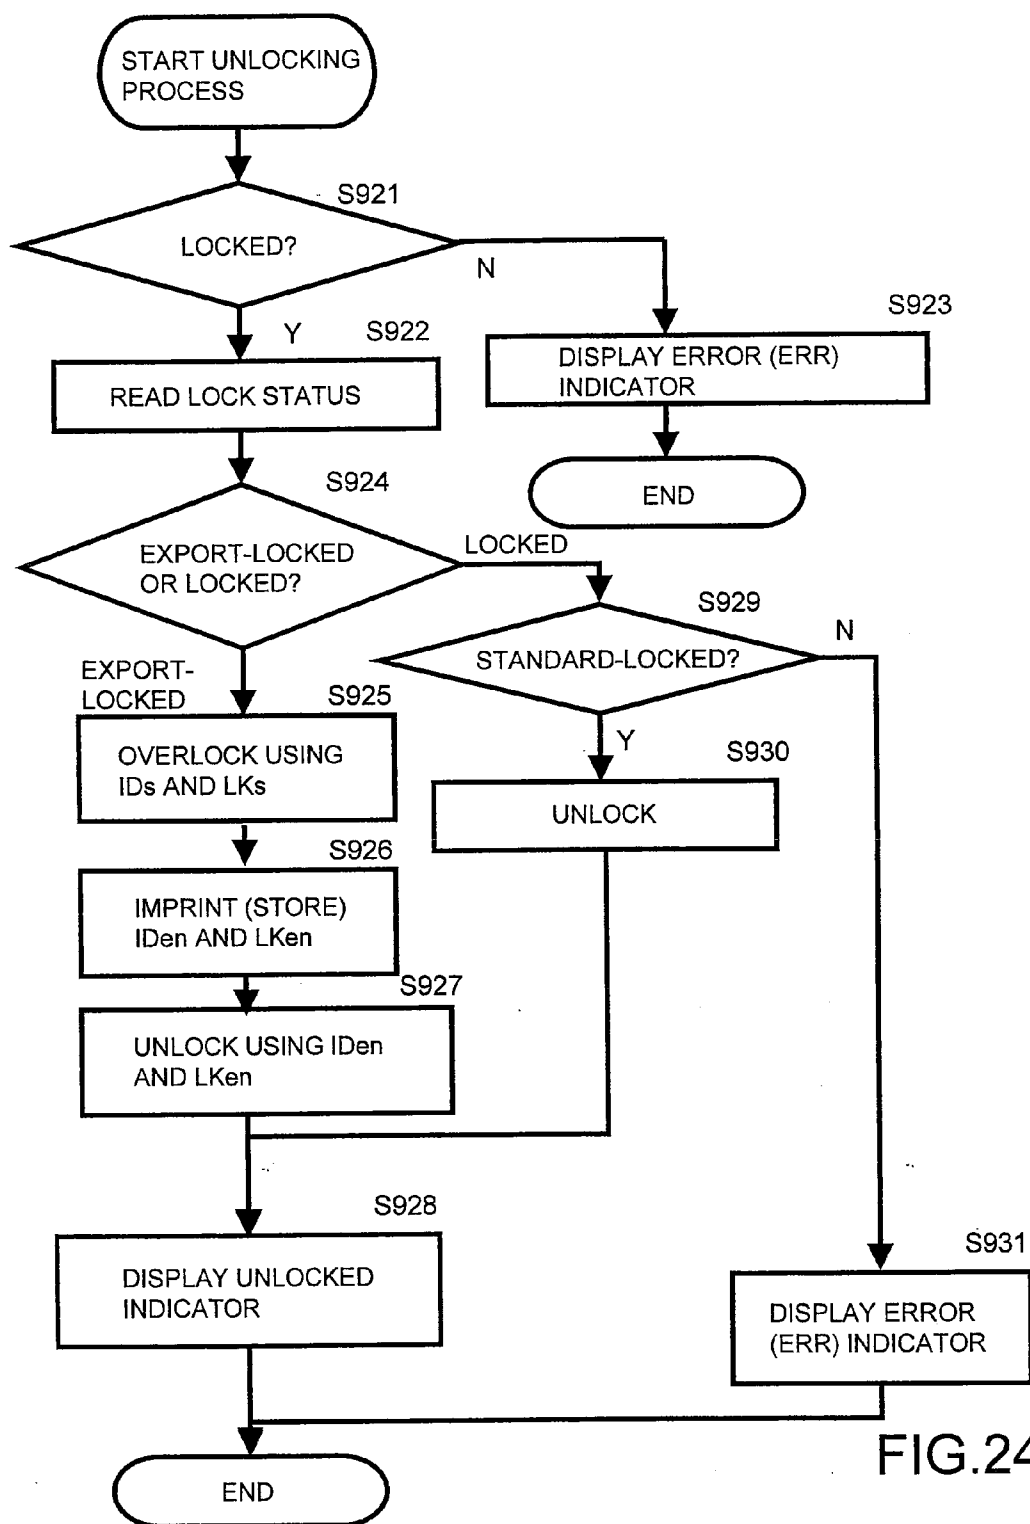 START UNLOCKING
PROCESS
S921
LOCKED?
N
Y
S922
READ LOCK STATUS
S923
DISPLAY ERROR (ERR)
INDICATOR
END
S924
EXPORT-LOCKED
OR LOCKED?
LOCKED
EXPORT-
LOCKED
S925
OVERLOCK USING
IDs AND LKs
S926
IMPRINT (STORE)
IDen AND LKen
S927
UNLOCK USING IDen
AND LKen
S929
STANDARD-LOCKED?
N
Y
S930
UNLOCK
S928
DISPLAY UNLOCKED
INDICATOR
S931
DISPLAY ERROR
(ERR) INDICATOR
END
FIG.24